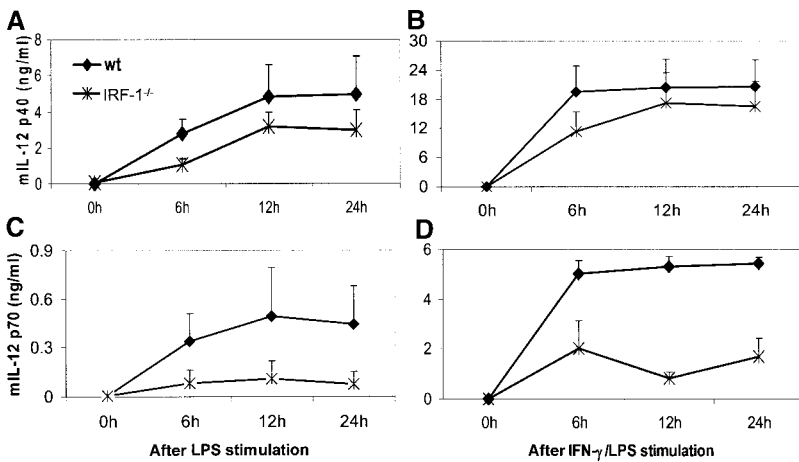 A
B
mIL-12 p40 (ng/ml)
8
6
4
2
0
wt
IRF-1-/-
0h 6h 12h 24h
30
24
18
12
6
0
0h 6h 12h 24h
C
D
mIL-12 p70 (ng/ml)
0.9
0.6
0.3
0
0h 6h 12h 24h
After LPS stimulation
6
4
2
0
0h 6h 12h 24h
After IFN-γ/LPS stimulation